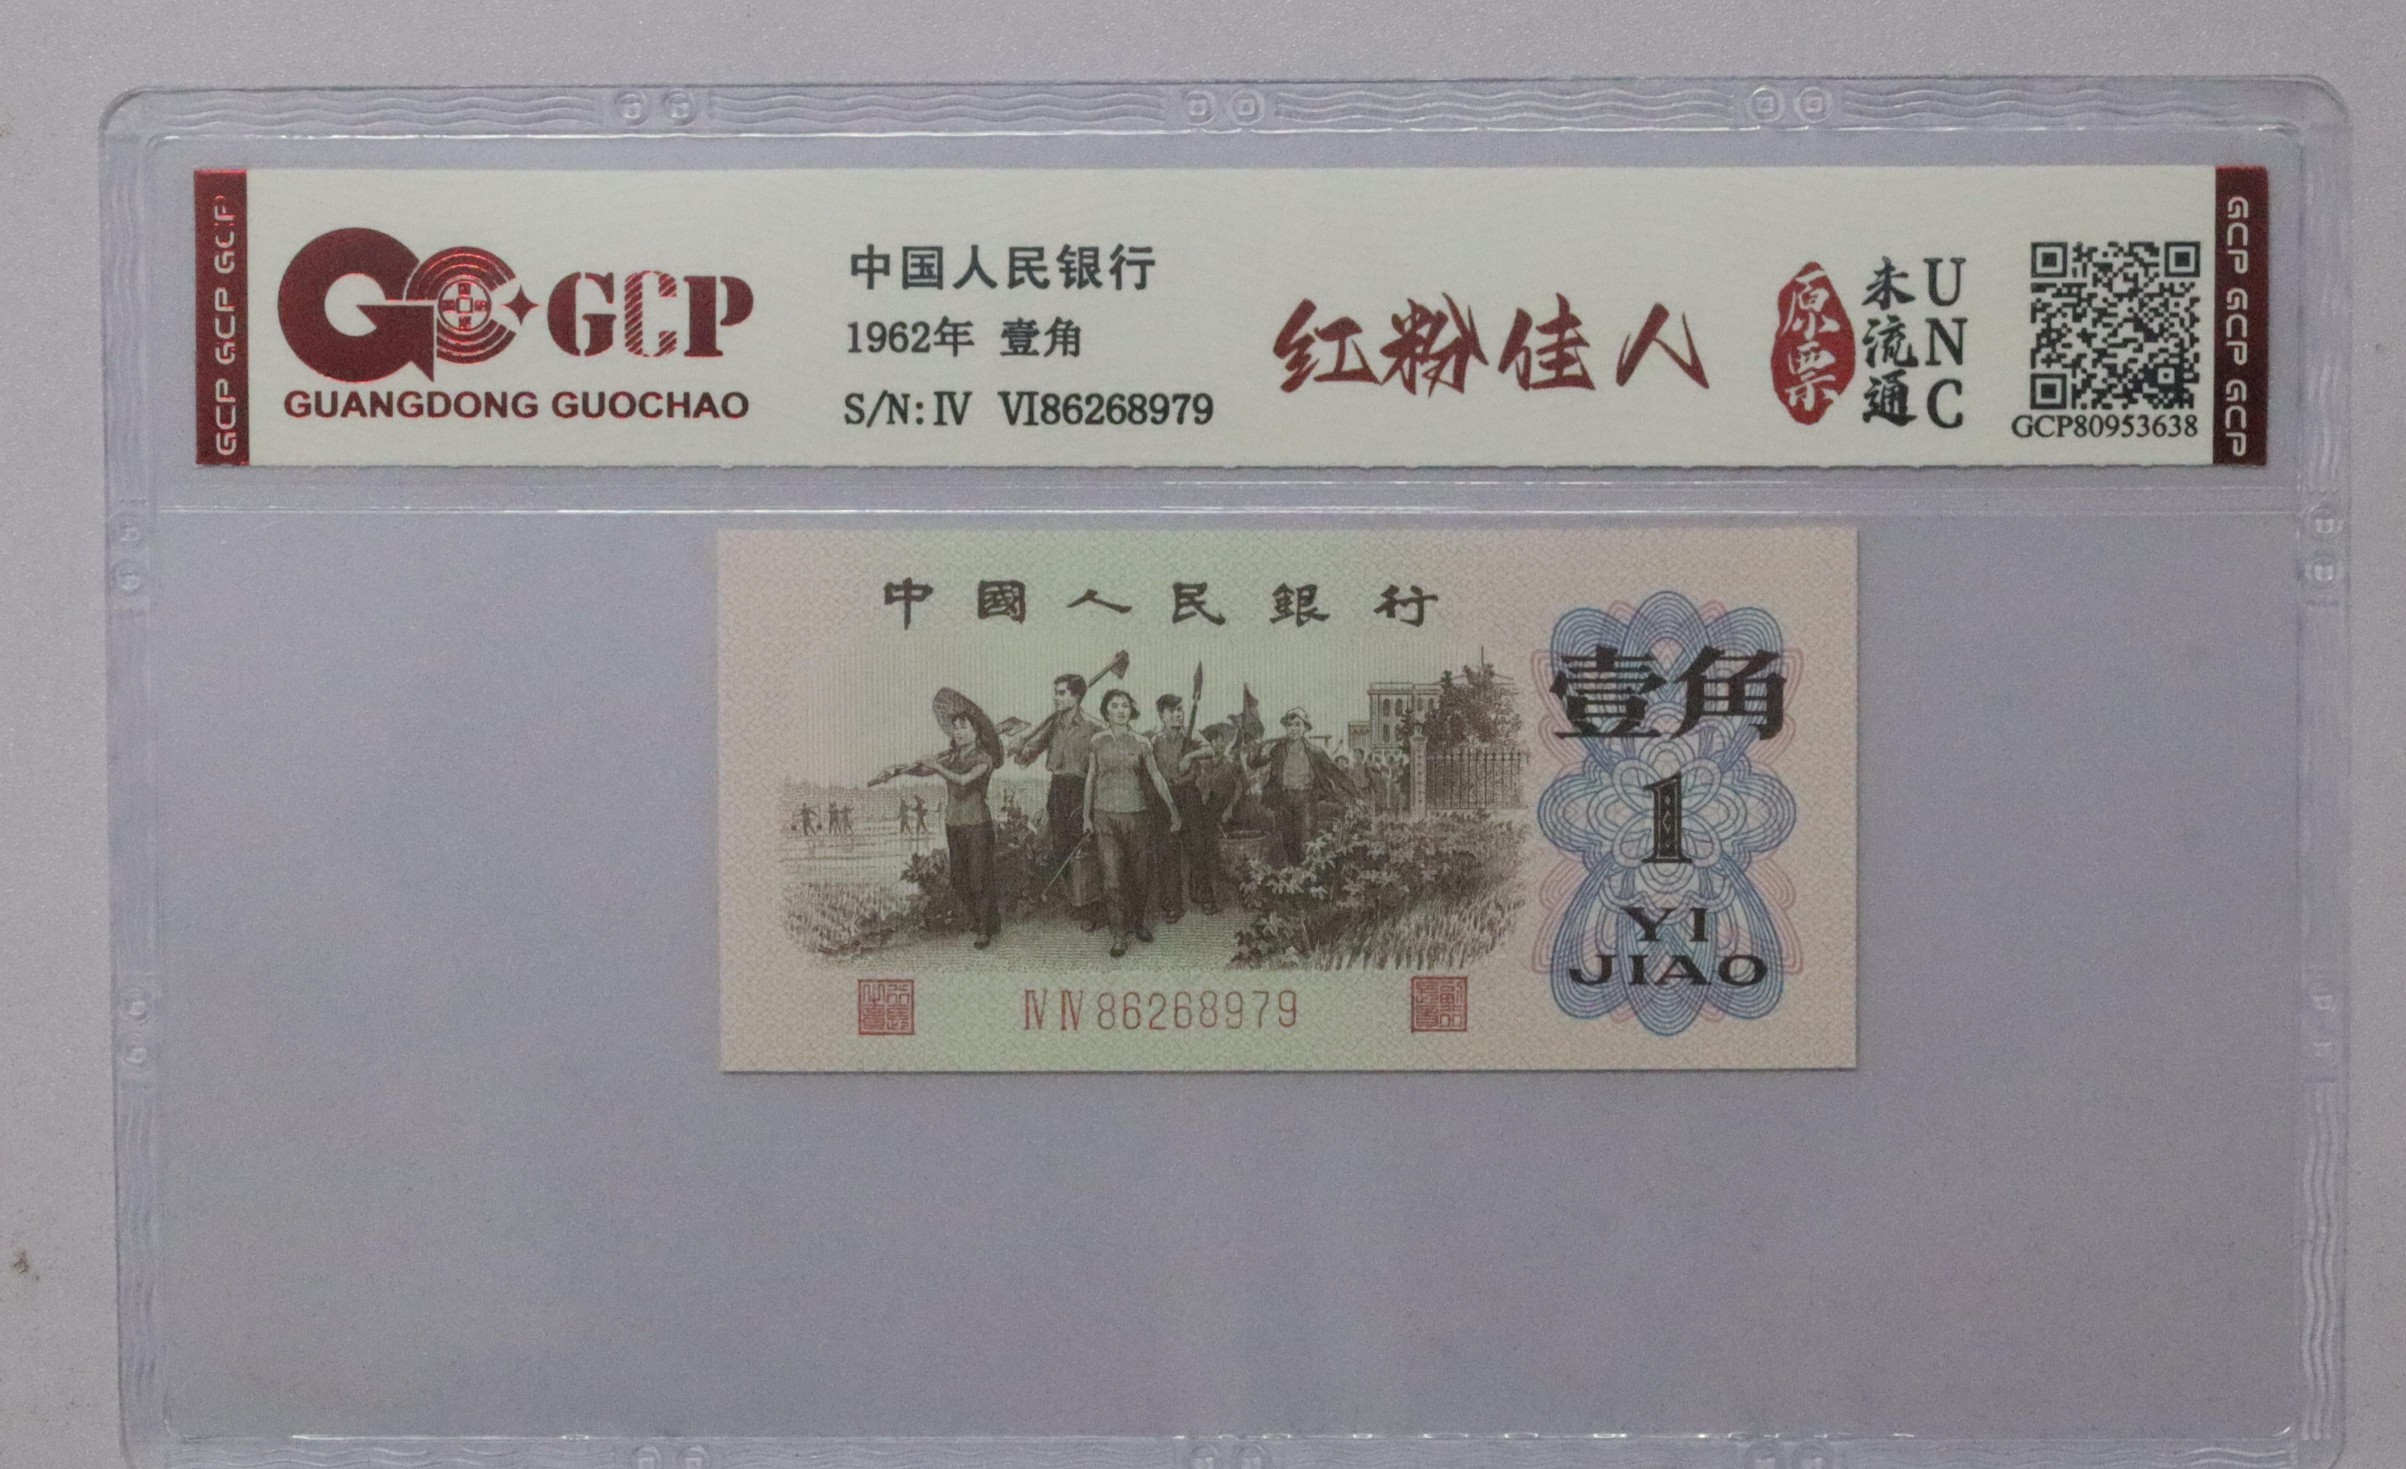 GCP GCP GCP
GCP
GUANGDONG GUOCHAO
中国人民银行
1962年 壹角
S/N: Ⅳ Ⅵ86268979
红粉佳人
原票
未流通
UNC
GCP80953638
GCP GCP GCP
中國人民銀行
壹角
1
YI
JIAO
Ⅳ Ⅳ 86268979